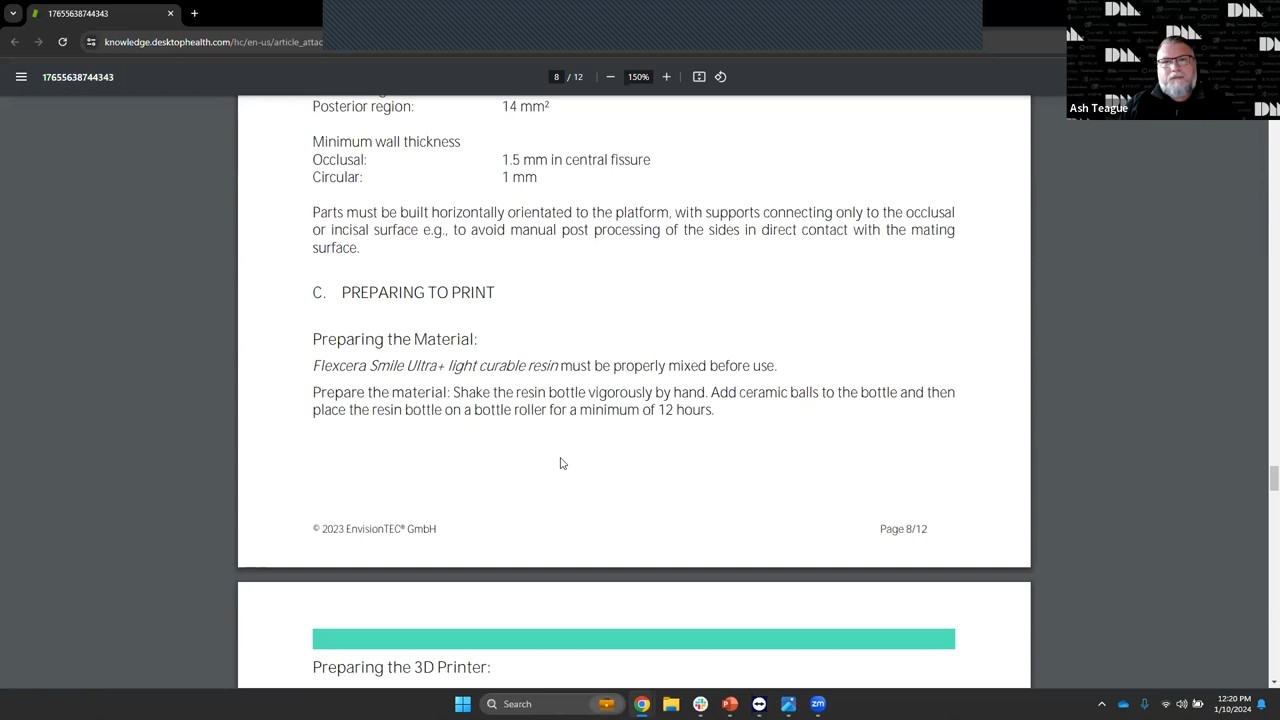 17655638744343
knowledge.desktophealth.com/hc/en-us/article_attac
17655638744343
150%
Ash Teague
Posterior region: 14 mm²
Minimum wall thickness
Occlusal: 1.5 mm in central fissure
Circular: 1 mm
Parts must be built horizontally orientated to the platform, with supports connecting only to the occlusal
or incisal surface e.g., to avoid manual post processing of the sides in direct contact with the mating
surface.
C. PREPARING TO PRINT
Preparing the Material:
Flexcera Smile Ultra+ light curable resin must be properly mixed before use.
Prepare the material: Shake the resin bottle vigorously by hand. Add ceramic balls to the bottle and then
place the resin bottle on a bottle roller for a minimum of 12 hours.
© 2023 EnvisionTEC® GmbH Page 8/12
Preparing the 3D Printer:
Search
zm
12:20 PM
1/10/2024